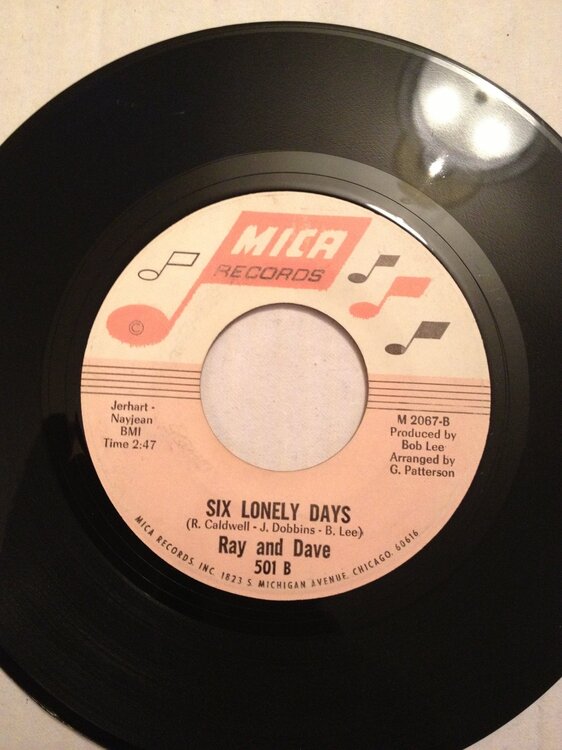 MICA
RECORDS
©
Jerhart -
Nayjean
BMI
Time 2:47
M 2067-B
Produced by
Bob Lee
Arranged by
G. Patterson
SIX LONELY DAYS
(R. Caldwell - J. Dobbins - B. Lee)
Ray and Dave
501 B
MICA RECORDS, INC. 1823 S. MICHIGAN AVENUE, CHICAGO, 60616